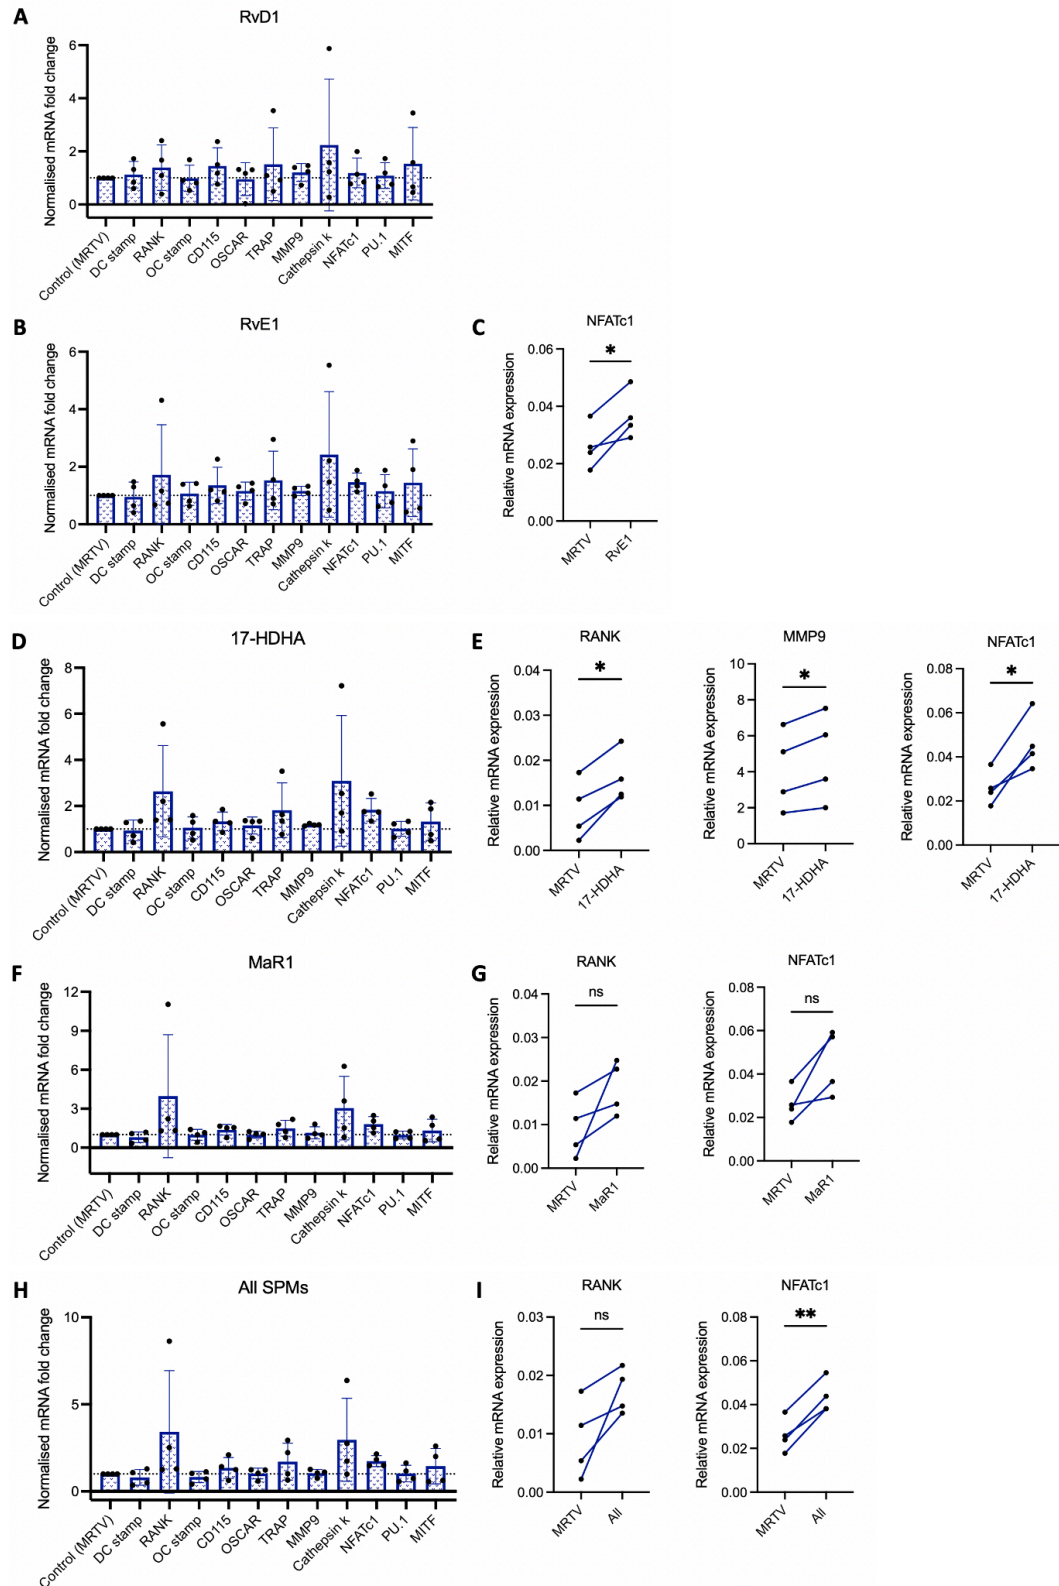 A
RvD1
Normalised mRNA fold change
6
4
2
0
Control (MRTV)
DC stamp
RANK
OC stamp
CD115
OSCAR
TRAP
MMP9
Cathepsin k
NFATc1
PU.1
MITF
B
RvE1
Normalised mRNA fold change
6
4
2
0
Control (MRTV)
DC stamp
RANK
OC stamp
CD115
OSCAR
TRAP
MMP9
Cathepsin k
NFATc1
PU.1
MITF
C
NFATc1
*
Relative mRNA expression
0.06
0.04
0.02
0.00
MRTV
RvE1
D
17-HDHA
Normalised mRNA fold change
8
6
4
2
0
Control (MRTV)
DC stamp
RANK
OC stamp
CD115
OSCAR
TRAP
MMP9
Cathepsin k
NFATc1
PU.1
MITF
E
RANK
*
Relative mRNA expression
0.04
0.03
0.02
0.01
0.00
MRTV
17-HDHA
MMP9
*
Relative mRNA expression
10
8
6
4
2
0
MRTV
17-HDHA
NFATc1
*
Relative mRNA expression
0.08
0.06
0.04
0.02
0.00
MRTV
17-HDHA
F
MaR1
Normalised mRNA fold change
12
9
6
3
0
Control (MRTV)
DC stamp
RANK
OC stamp
CD115
OSCAR
TRAP
MMP9
Cathepsin k
NFATc1
PU.1
MITF
G
RANK
ns
Relative mRNA expression
0.04
0.03
0.02
0.01
0.00
MRTV
MaR1
NFATc1
ns
Relative mRNA expression
0.08
0.06
0.04
0.02
0.00
MRTV
MaR1
H
All SPMs
Normalised mRNA fold change
10
5
0
Control (MRTV)
DC stamp
RANK
OC stamp
CD115
OSCAR
TRAP
MMP9
Cathepsin k
NFATc1
PU.1
MITF
I
RANK
ns
Relative mRNA expression
0.03
0.02
0.01
0.00
MRTV
All
NFATc1
**
Relative mRNA expression
0.08
0.06
0.04
0.02
0.00
MRTV
All